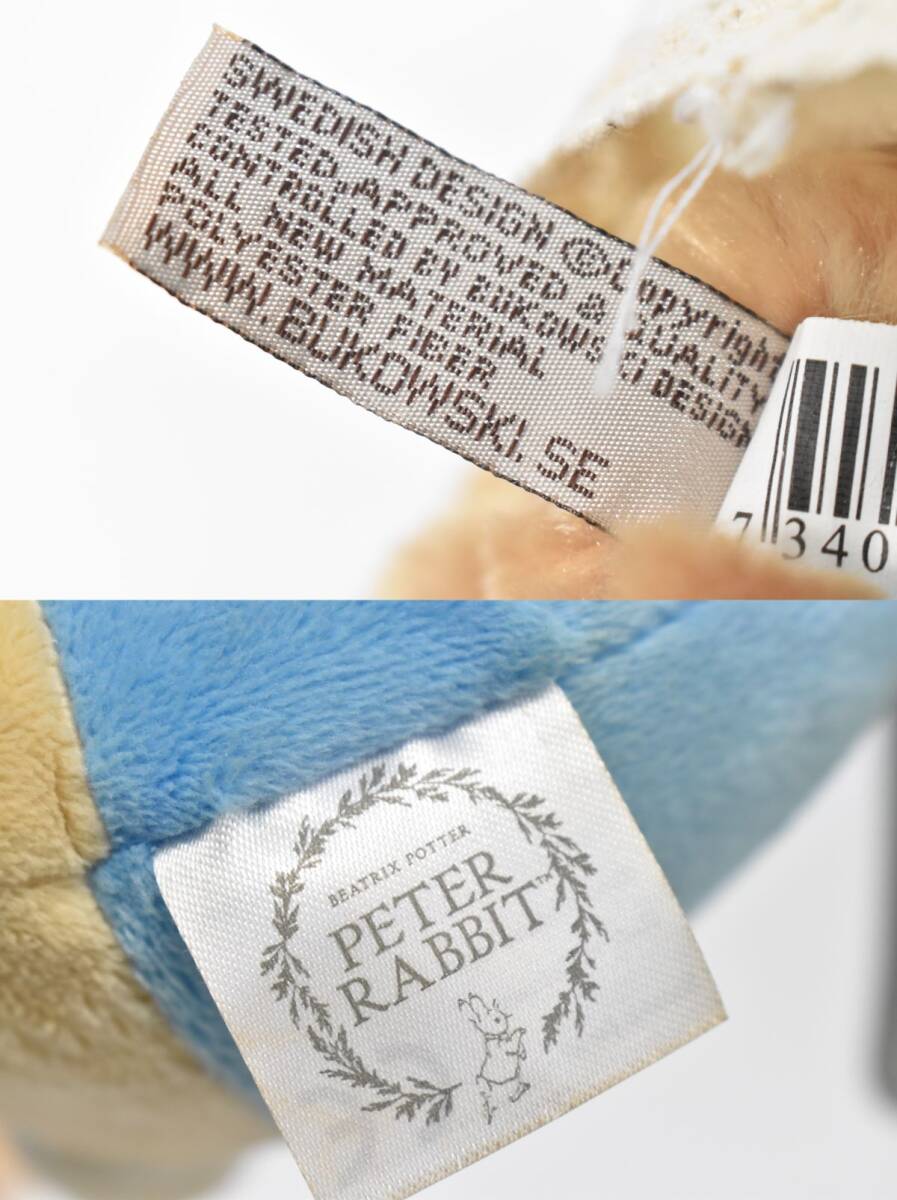 SWEDISH DESIGN ©Copyright
TESTED, APPROVED & QUALITY
CONTROLLED BY BUKOWSKI DESIGN
ALL NEW MATERIAL
POLYESTER FIBER
WWW.BUKOWSKI.SE
7 340
BEATRIX POTTER
PETER
RABBIT™